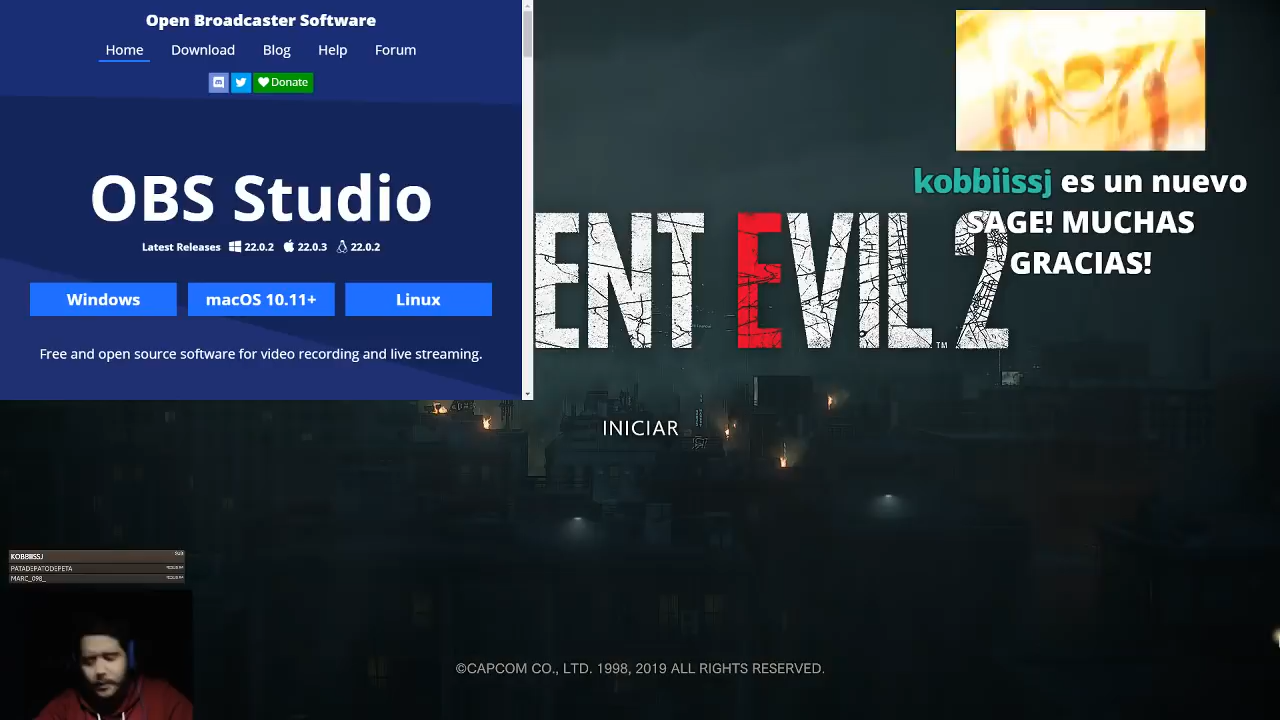 Open Broadcaster Software
Home Download Blog Help Forum
Donate
OBS Studio
Latest Releases 22.0.2 22.0.3 22.0.2
Windows macOS 10.11+ Linux
Free and open source software for video recording and live streaming.
kobbiissj es un nuevo
SAGE! MUCHAS
GRACIAS!
ENT EVIL 2
TM
INICIAR
KOBBIISSJ SUB
PATADEPATODEPETA
MARC_098_
©CAPCOM CO., LTD. 1998, 2019 ALL RIGHTS RESERVED.